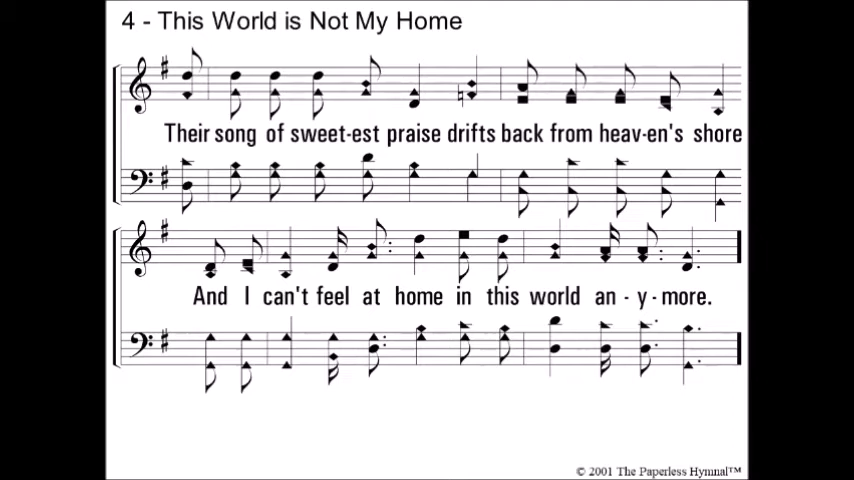 4 - This World is Not My Home
Their song of sweet-est praise drifts back from heav-en's shore
And I can't feel at home in this world an - y - more.
© 2001 The Paperless Hymnal™